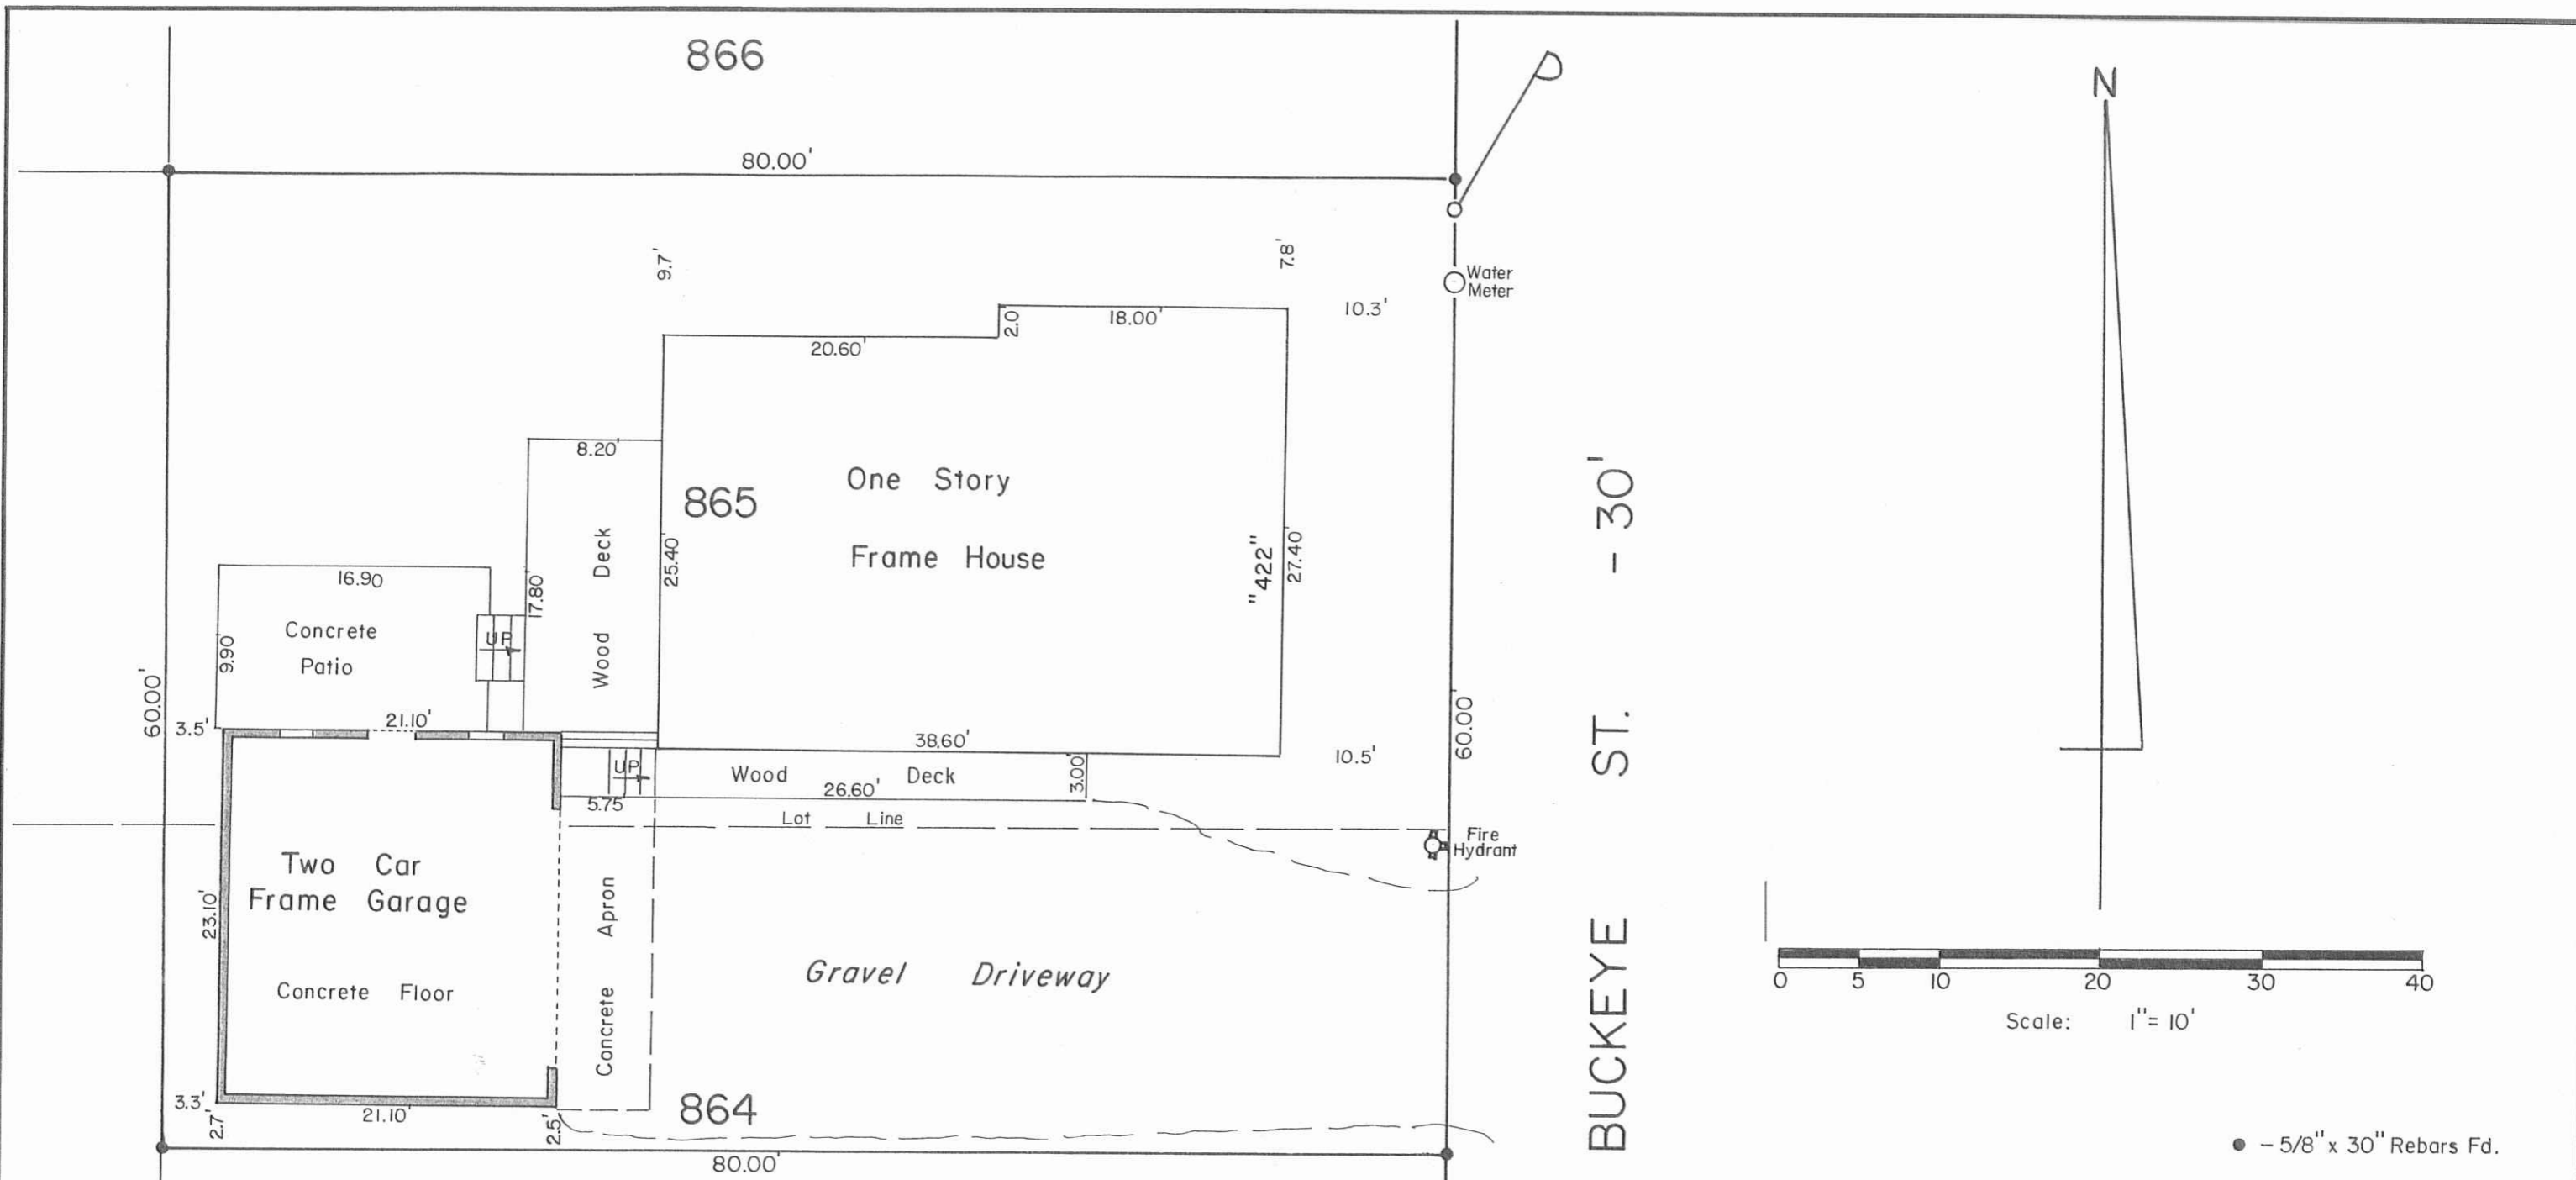 866
N
80.00'
9.7'
7.8'
Water
Meter
2.0
18.00'
10.3'
20.60'
8.20'
One Story
865
Frame House
Wood Deck
25.40'
"422"
27.40'
BUCKEYE ST. - 30'
16.90
17.80
Concrete
Patio
UP
9.90'
60.00'
60.00'
3.5'
21.10'
38.60'
10.5'
UP
Wood Deck
3.00'
26.60'
5.75
Lot Line
Fire
Hydrant
Two Car
Frame Garage
23.10'
Concrete Apron
Gravel Driveway
Concrete Floor
0 5 10 20 30 40
Scale: 1"= 10'
3.3'
21.10'
864
2.7'
2.5'
80.00'
- 5/8" x 30" Rebars Fd.